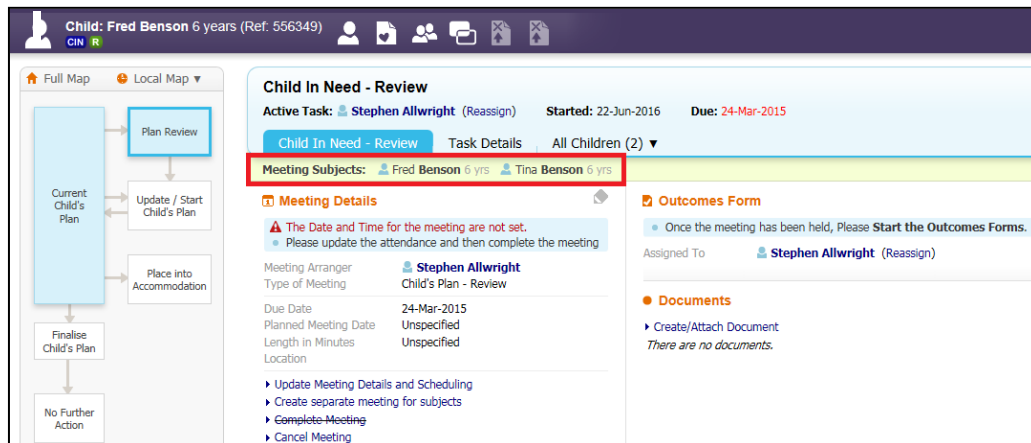 Child: Fred Benson 6 years (Ref: 556349)
CIN R
Full Map Local Map ▼
Current Child's Plan
Plan Review
Update / Start Child's Plan
Place into Accommodation
Finalise Child's Plan
No Further Action
Child In Need - Review
Active Task: Stephen Allwright (Reassign) Started: 22-Jun-2016 Due: 24-Mar-2015
Child In Need - Review Task Details All Children (2) ▼
Meeting Subjects: Fred Benson 6 yrs Tina Benson 6 yrs
Meeting Details
The Date and Time for the meeting are not set.
Please update the attendance and then complete the meeting
Meeting Arranger Stephen Allwright
Type of Meeting Child's Plan - Review
Due Date 24-Mar-2015
Planned Meeting Date Unspecified
Length in Minutes Unspecified
Location
Update Meeting Details and Scheduling
Create separate meeting for subjects
Complete Meeting
Cancel Meeting
Outcomes Form
Once the meeting has been held, Please Start the Outcomes Forms.
Assigned To Stephen Allwright (Reassign)
Documents
Create/Attach Document
There are no documents.